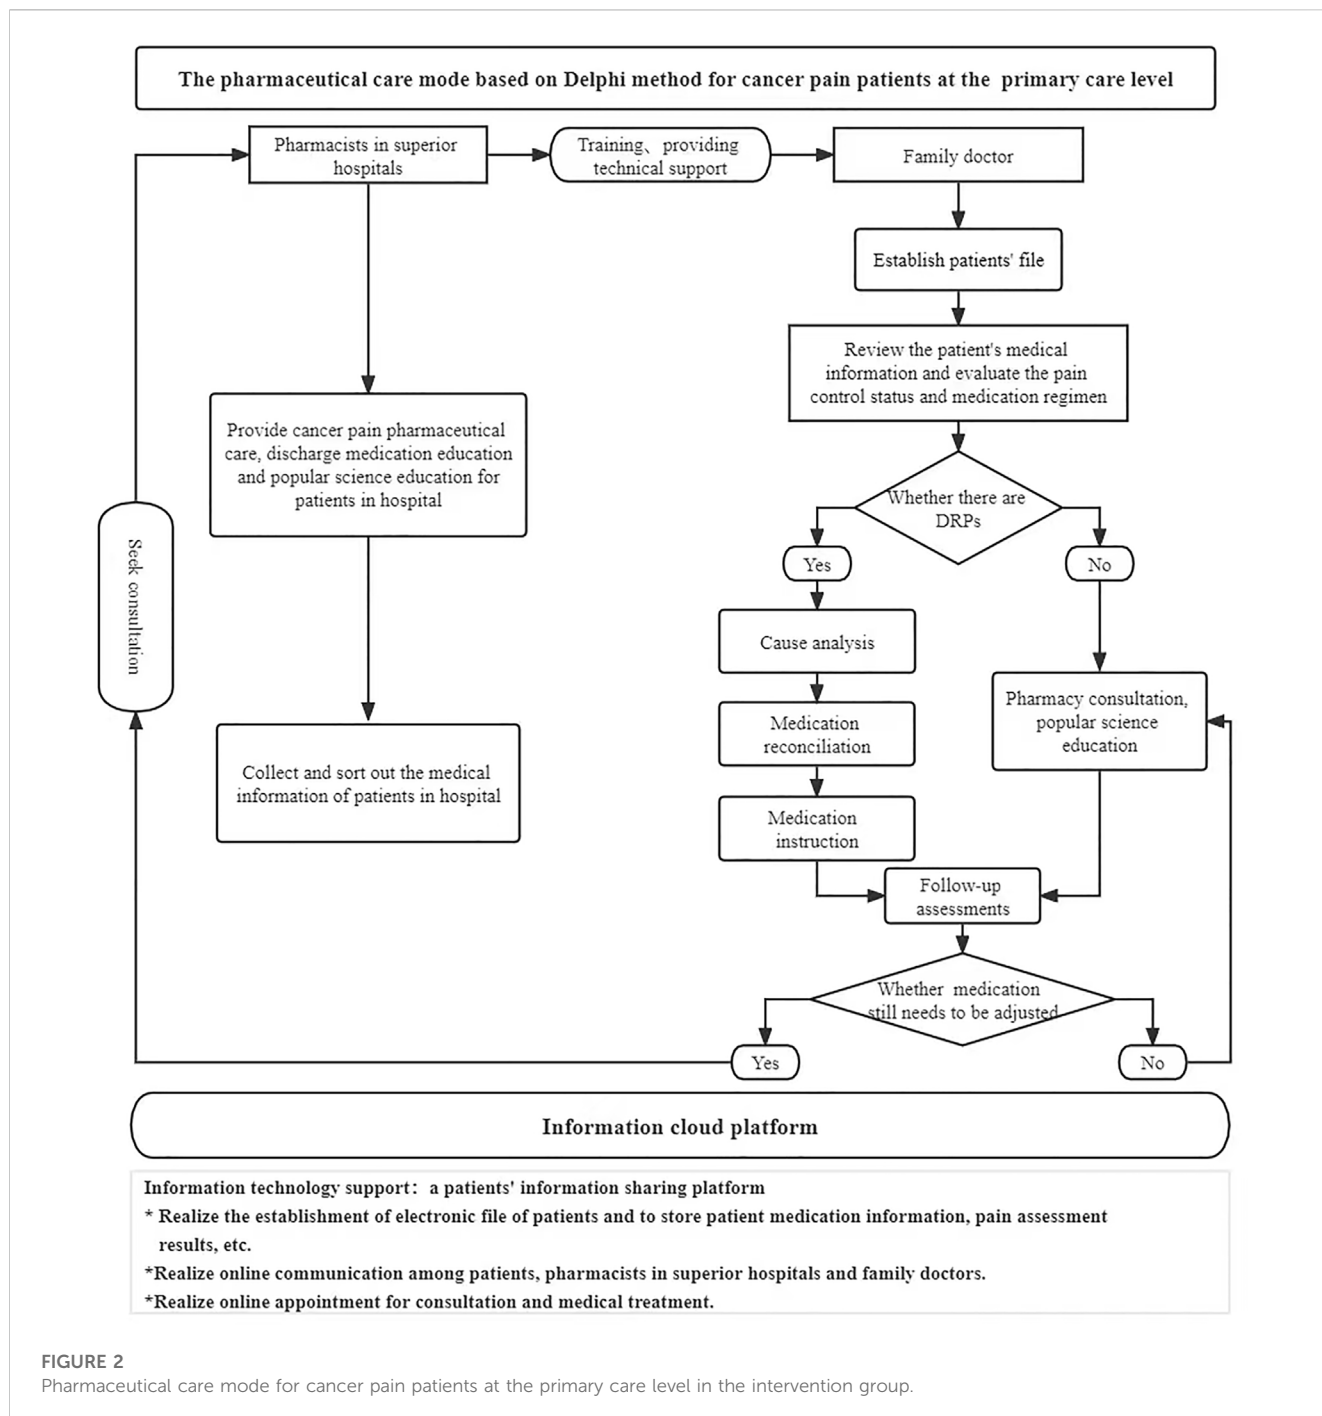 The pharmaceutical care mode based on Delphi method for cancer pain patients at the primary care level
Pharmacists in superior
hospitals
Training、providing
technical support
Family doctor
Establish patients' file
Review the patient's medical
information and evaluate the pain
control status and medication regimen
Provide cancer pain pharmaceutical
care, discharge medication education
and popular science education for
patients in hospital
Whether there are
DRPs
Yes
No
Seek consultation
Cause analysis
Pharmacy consultation,
popular science
education
Medication
reconciliation
Collect and sort out the medical
information of patients in hospital
Medication
instruction
Follow-up
assessments
Whether medication
still needs to be adjusted
Yes
No
Information cloud platform
Information technology support：a patients' information sharing platform
* Realize the establishment of electronic file of patients and to store patient medication information, pain assessment
results, etc.
*Realize online communication among patients, pharmacists in superior hospitals and family doctors.
*Realize online appointment for consultation and medical treatment.
FIGURE 2
Pharmaceutical care mode for cancer pain patients at the primary care level in the intervention group.